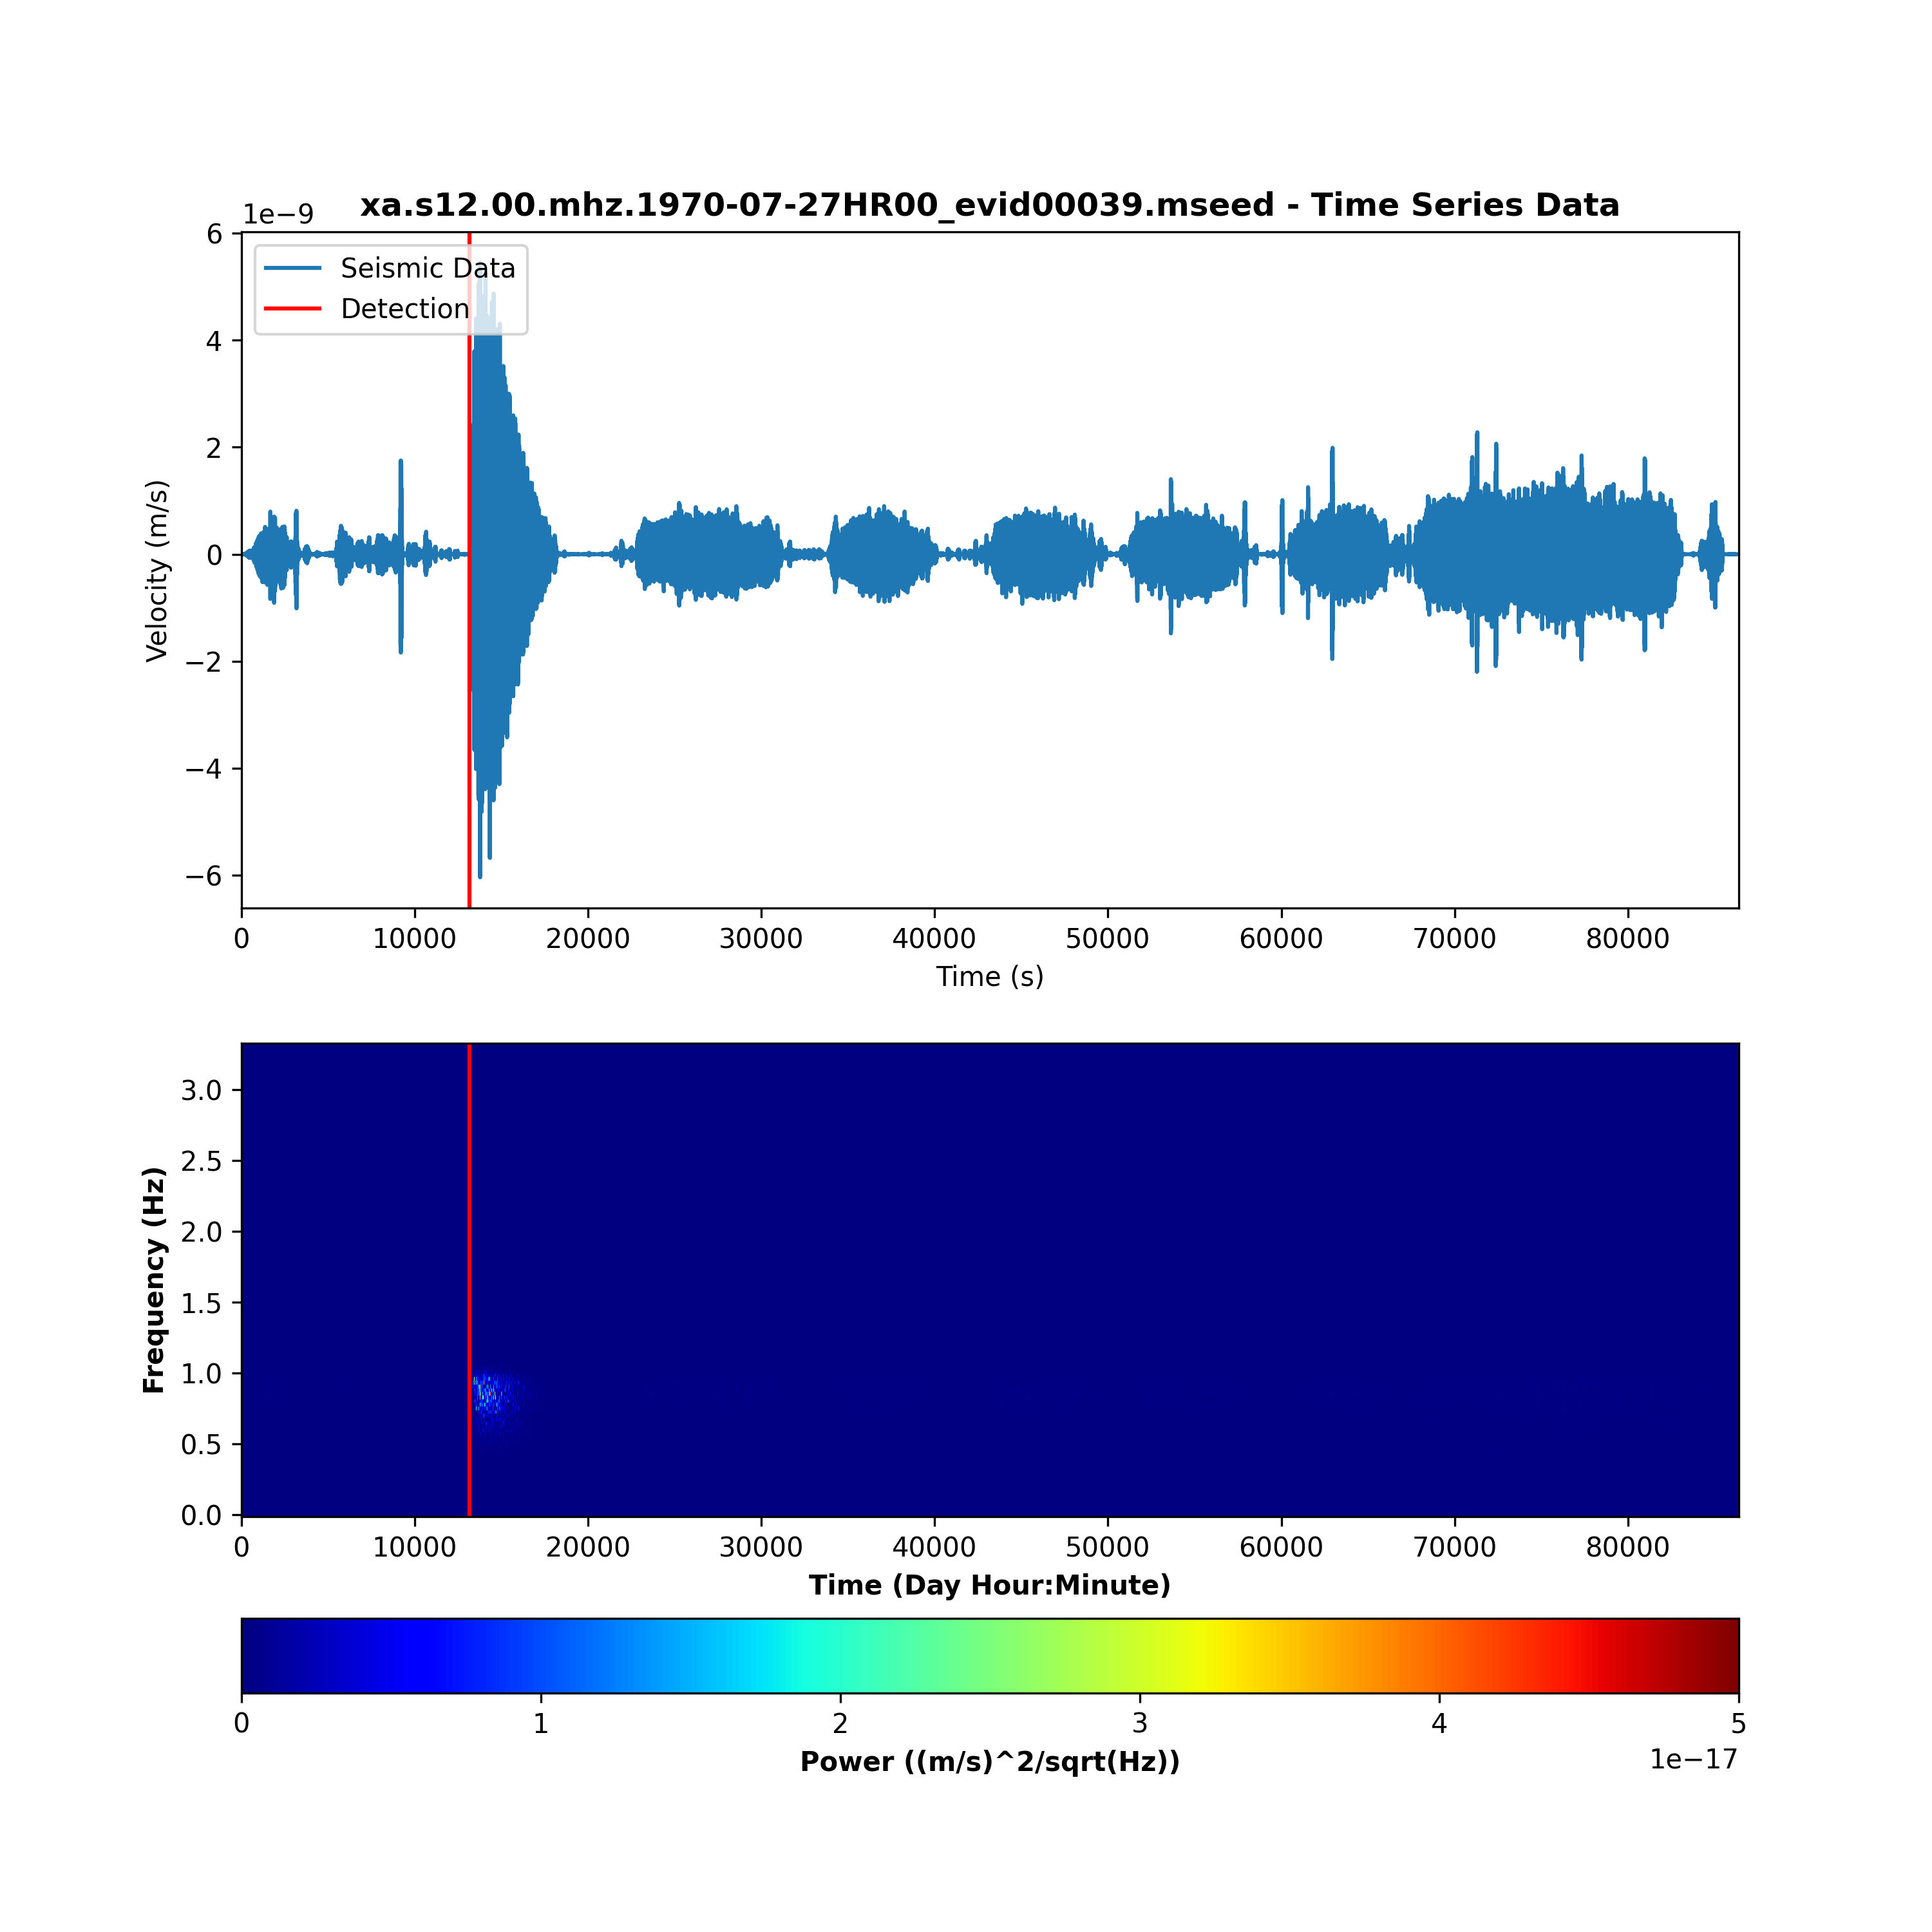 xa.s12.00.mhz.1970-07-27HR00_evid00039.mseed - Time Series Data
1e−9
Seismic Data
Detection
6
4
2
0
−2
−4
−6
Velocity (m/s)
0 10000 20000 30000 40000 50000 60000 70000 80000
Time (s)
3.0
2.5
2.0
1.5
1.0
0.5
0.0
Frequency (Hz)
0 10000 20000 30000 40000 50000 60000 70000 80000
Time (Day Hour:Minute)
0 1 2 3 4 5
Power ((m/s)^2/sqrt(Hz))
1e−17